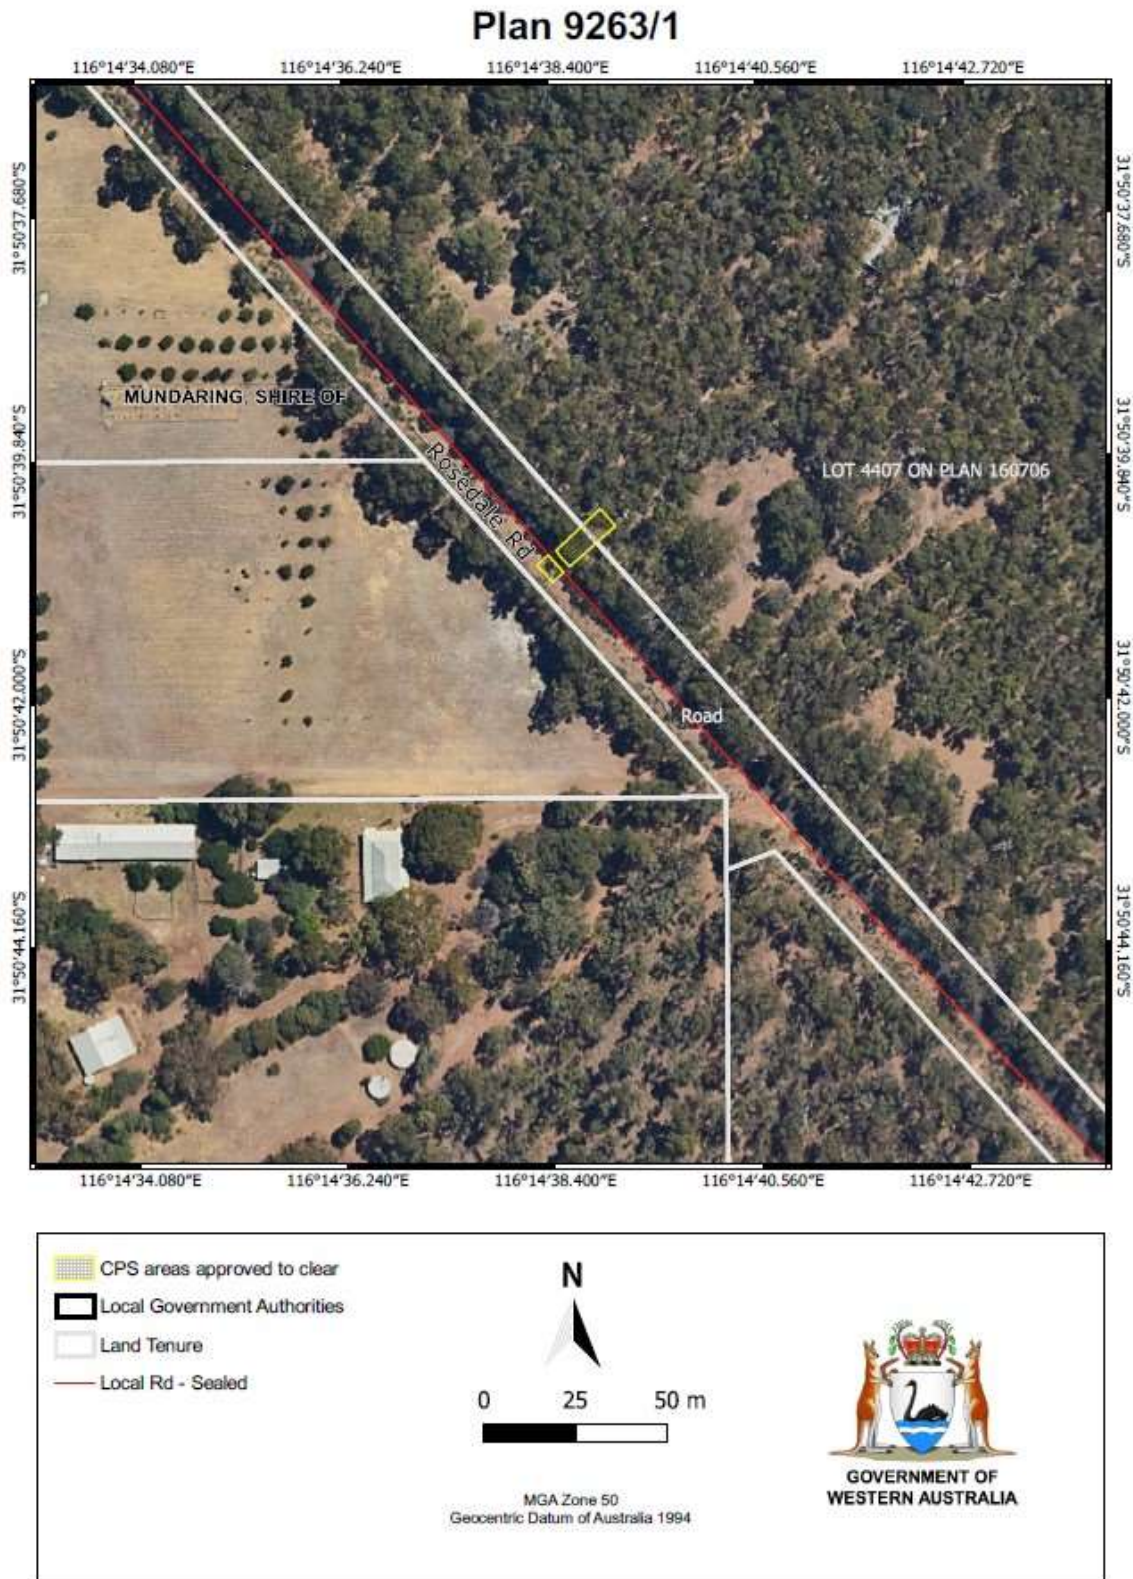 Plan 9263/1
116°14'34.080"E 116°14'36.240"E 116°14'38.400"E 116°14'40.560"E 116°14'42.720"E
31°50'37.680"S
31°50'37.680"S
MUNDARING, SHIRE OF
31°50'39.840"S
31°50'39.840"S
Rosedale Rd
LOT 4407 ON PLAN 160706
31°50'42.000"S
31°50'42.000"S
Road
31°50'44.160"S
31°50'44.160"S
116°14'34.080"E 116°14'36.240"E 116°14'38.400"E 116°14'40.560"E 116°14'42.720"E
CPS areas approved to clear
Local Government Authorities
Land Tenure
Local Rd - Sealed
N
0 25 50 m
MGA Zone 50
Geocentric Datum of Australia 1994
GOVERNMENT OF
WESTERN AUSTRALIA